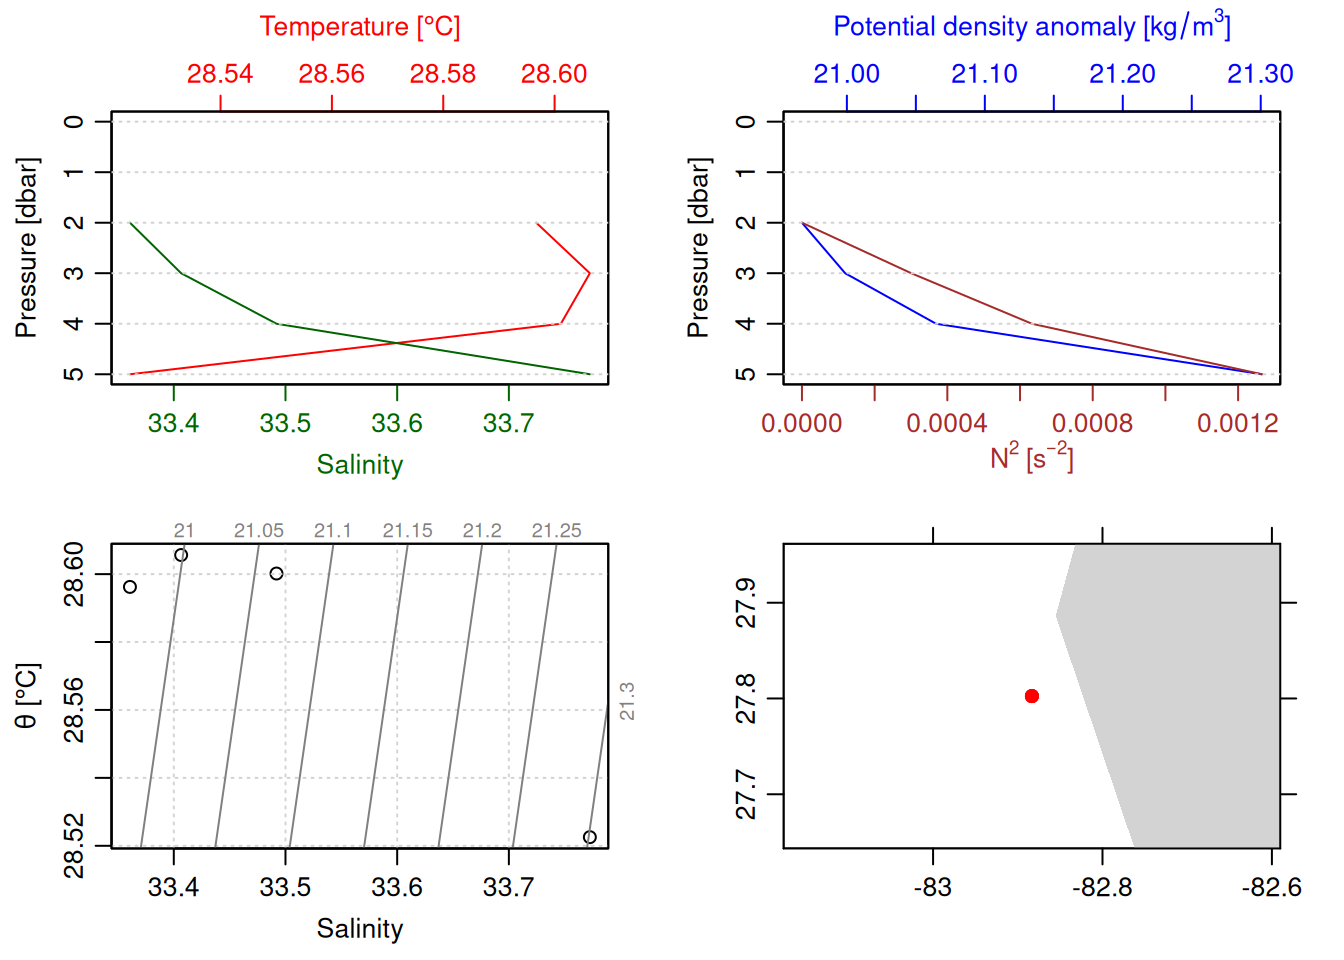 Temperature [°C]
28.54 28.56 28.58 28.60
Pressure [dbar]
0 1 2 3 4 5
33.4 33.5 33.6 33.7
Salinity
Potential density anomaly [kg/m³]
21.00 21.10 21.20 21.30
Pressure [dbar]
0 1 2 3 4 5
0.0000 0.0004 0.0008 0.0012
N² [s⁻²]
21 21.05 21.1 21.15 21.2 21.25
21.3
θ [°C]
28.52 28.56 28.60
33.4 33.5 33.6 33.7
Salinity
27.7 27.8 27.9
-83 -82.8 -82.6